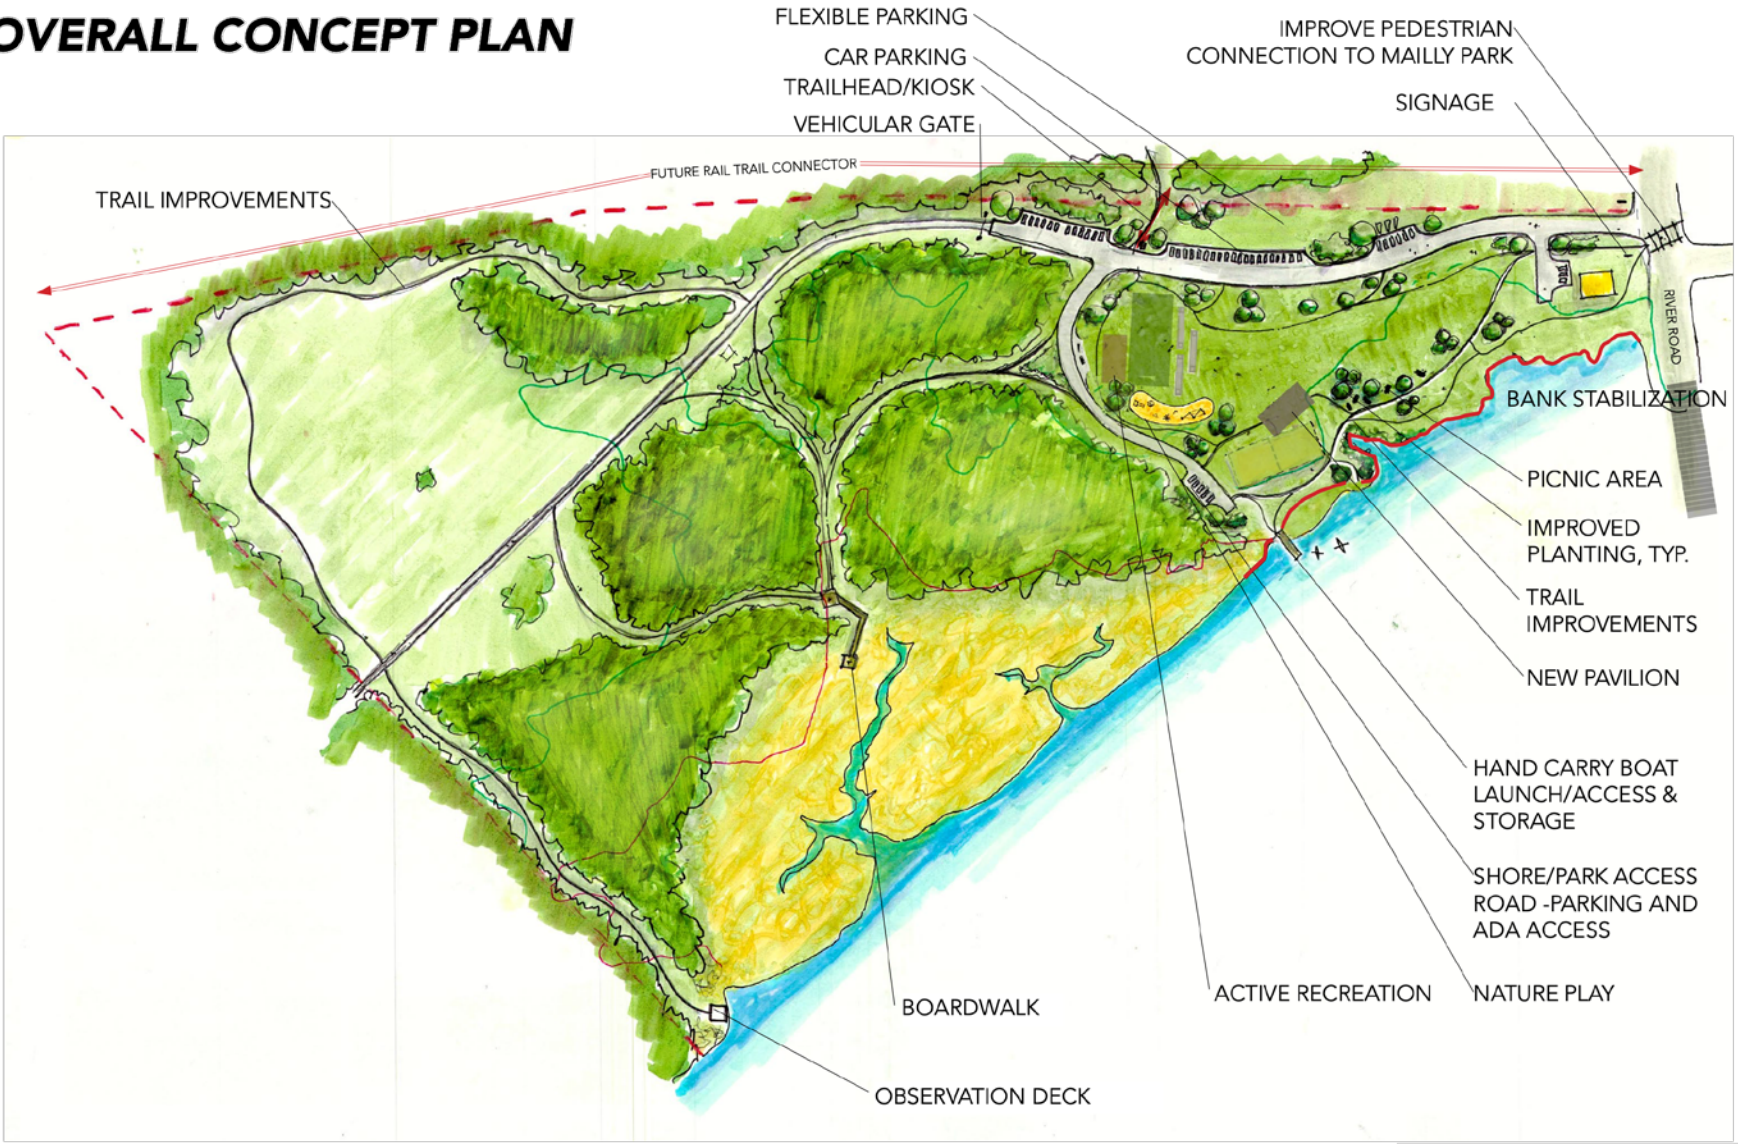 OVERALL CONCEPT PLAN
FLEXIBLE PARKING
CAR PARKING
TRAILHEAD/KIOSK
VEHICULAR GATE
IMPROVE PEDESTRIAN
CONNECTION TO MAILLY PARK
SIGNAGE
FUTURE RAIL TRAIL CONNECTOR
TRAIL IMPROVEMENTS
RIVER ROAD
BANK STABILIZATION
PICNIC AREA
IMPROVED
PLANTING, TYP.
TRAIL
IMPROVEMENTS
NEW PAVILION
HAND CARRY BOAT
LAUNCH/ACCESS &
STORAGE
SHORE/PARK ACCESS
ROAD -PARKING AND
ADA ACCESS
NATURE PLAY
ACTIVE RECREATION
BOARDWALK
OBSERVATION DECK